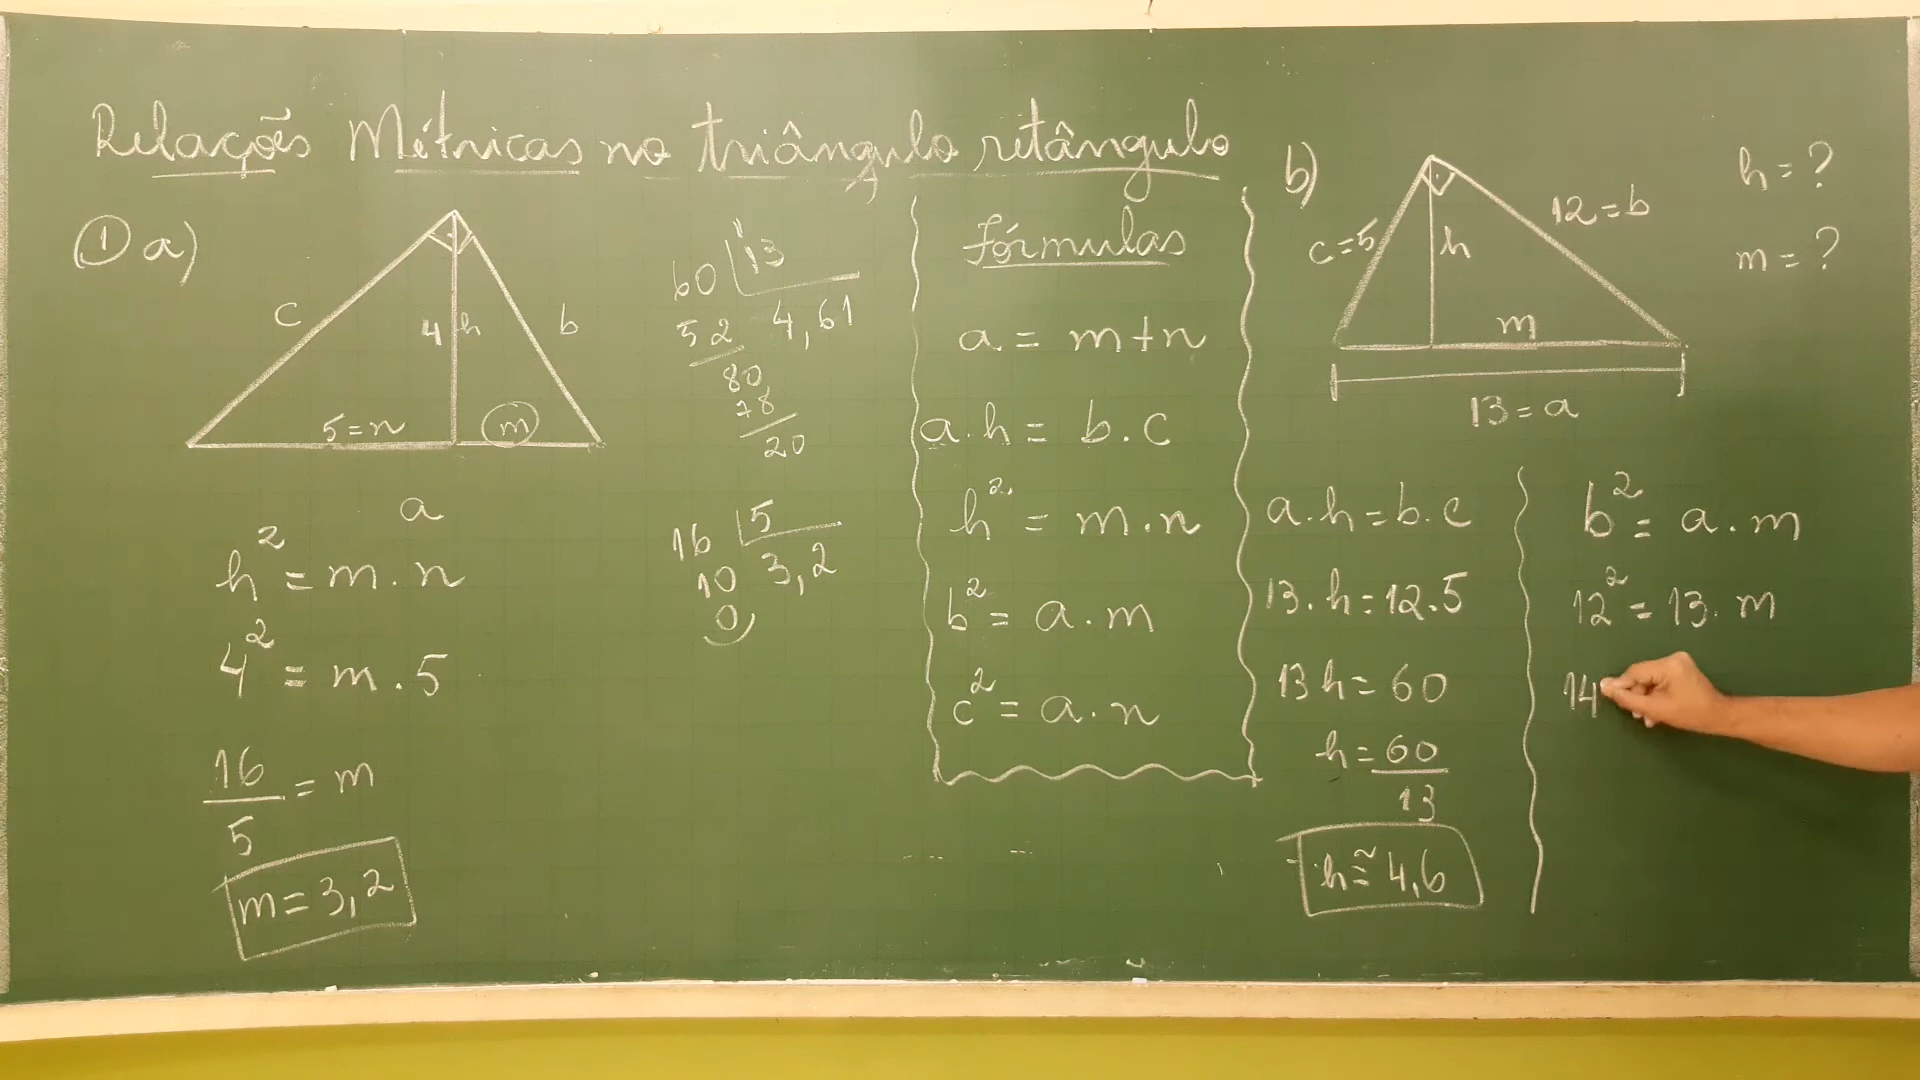 Relações Métricas no triângulo retângulo
① a)
c
4 h
b
5=n
m
a
h² = m . n
4² = m . 5
16/5 = m
m = 3,2
60 | 13
52 4,61
80
78
20
16 | 5
10 3,2
0
Fórmulas
a = m+n
a.h = b.c
h² = m.n
b² = a.m
c² = a.n
b)
c=5
h
12=b
m
13=a
h = ?
m = ?
a.h=b.c
13.h=12.5
13h=60
h=60/13
h≅4,6
b² = a.m
12² = 13.m
14